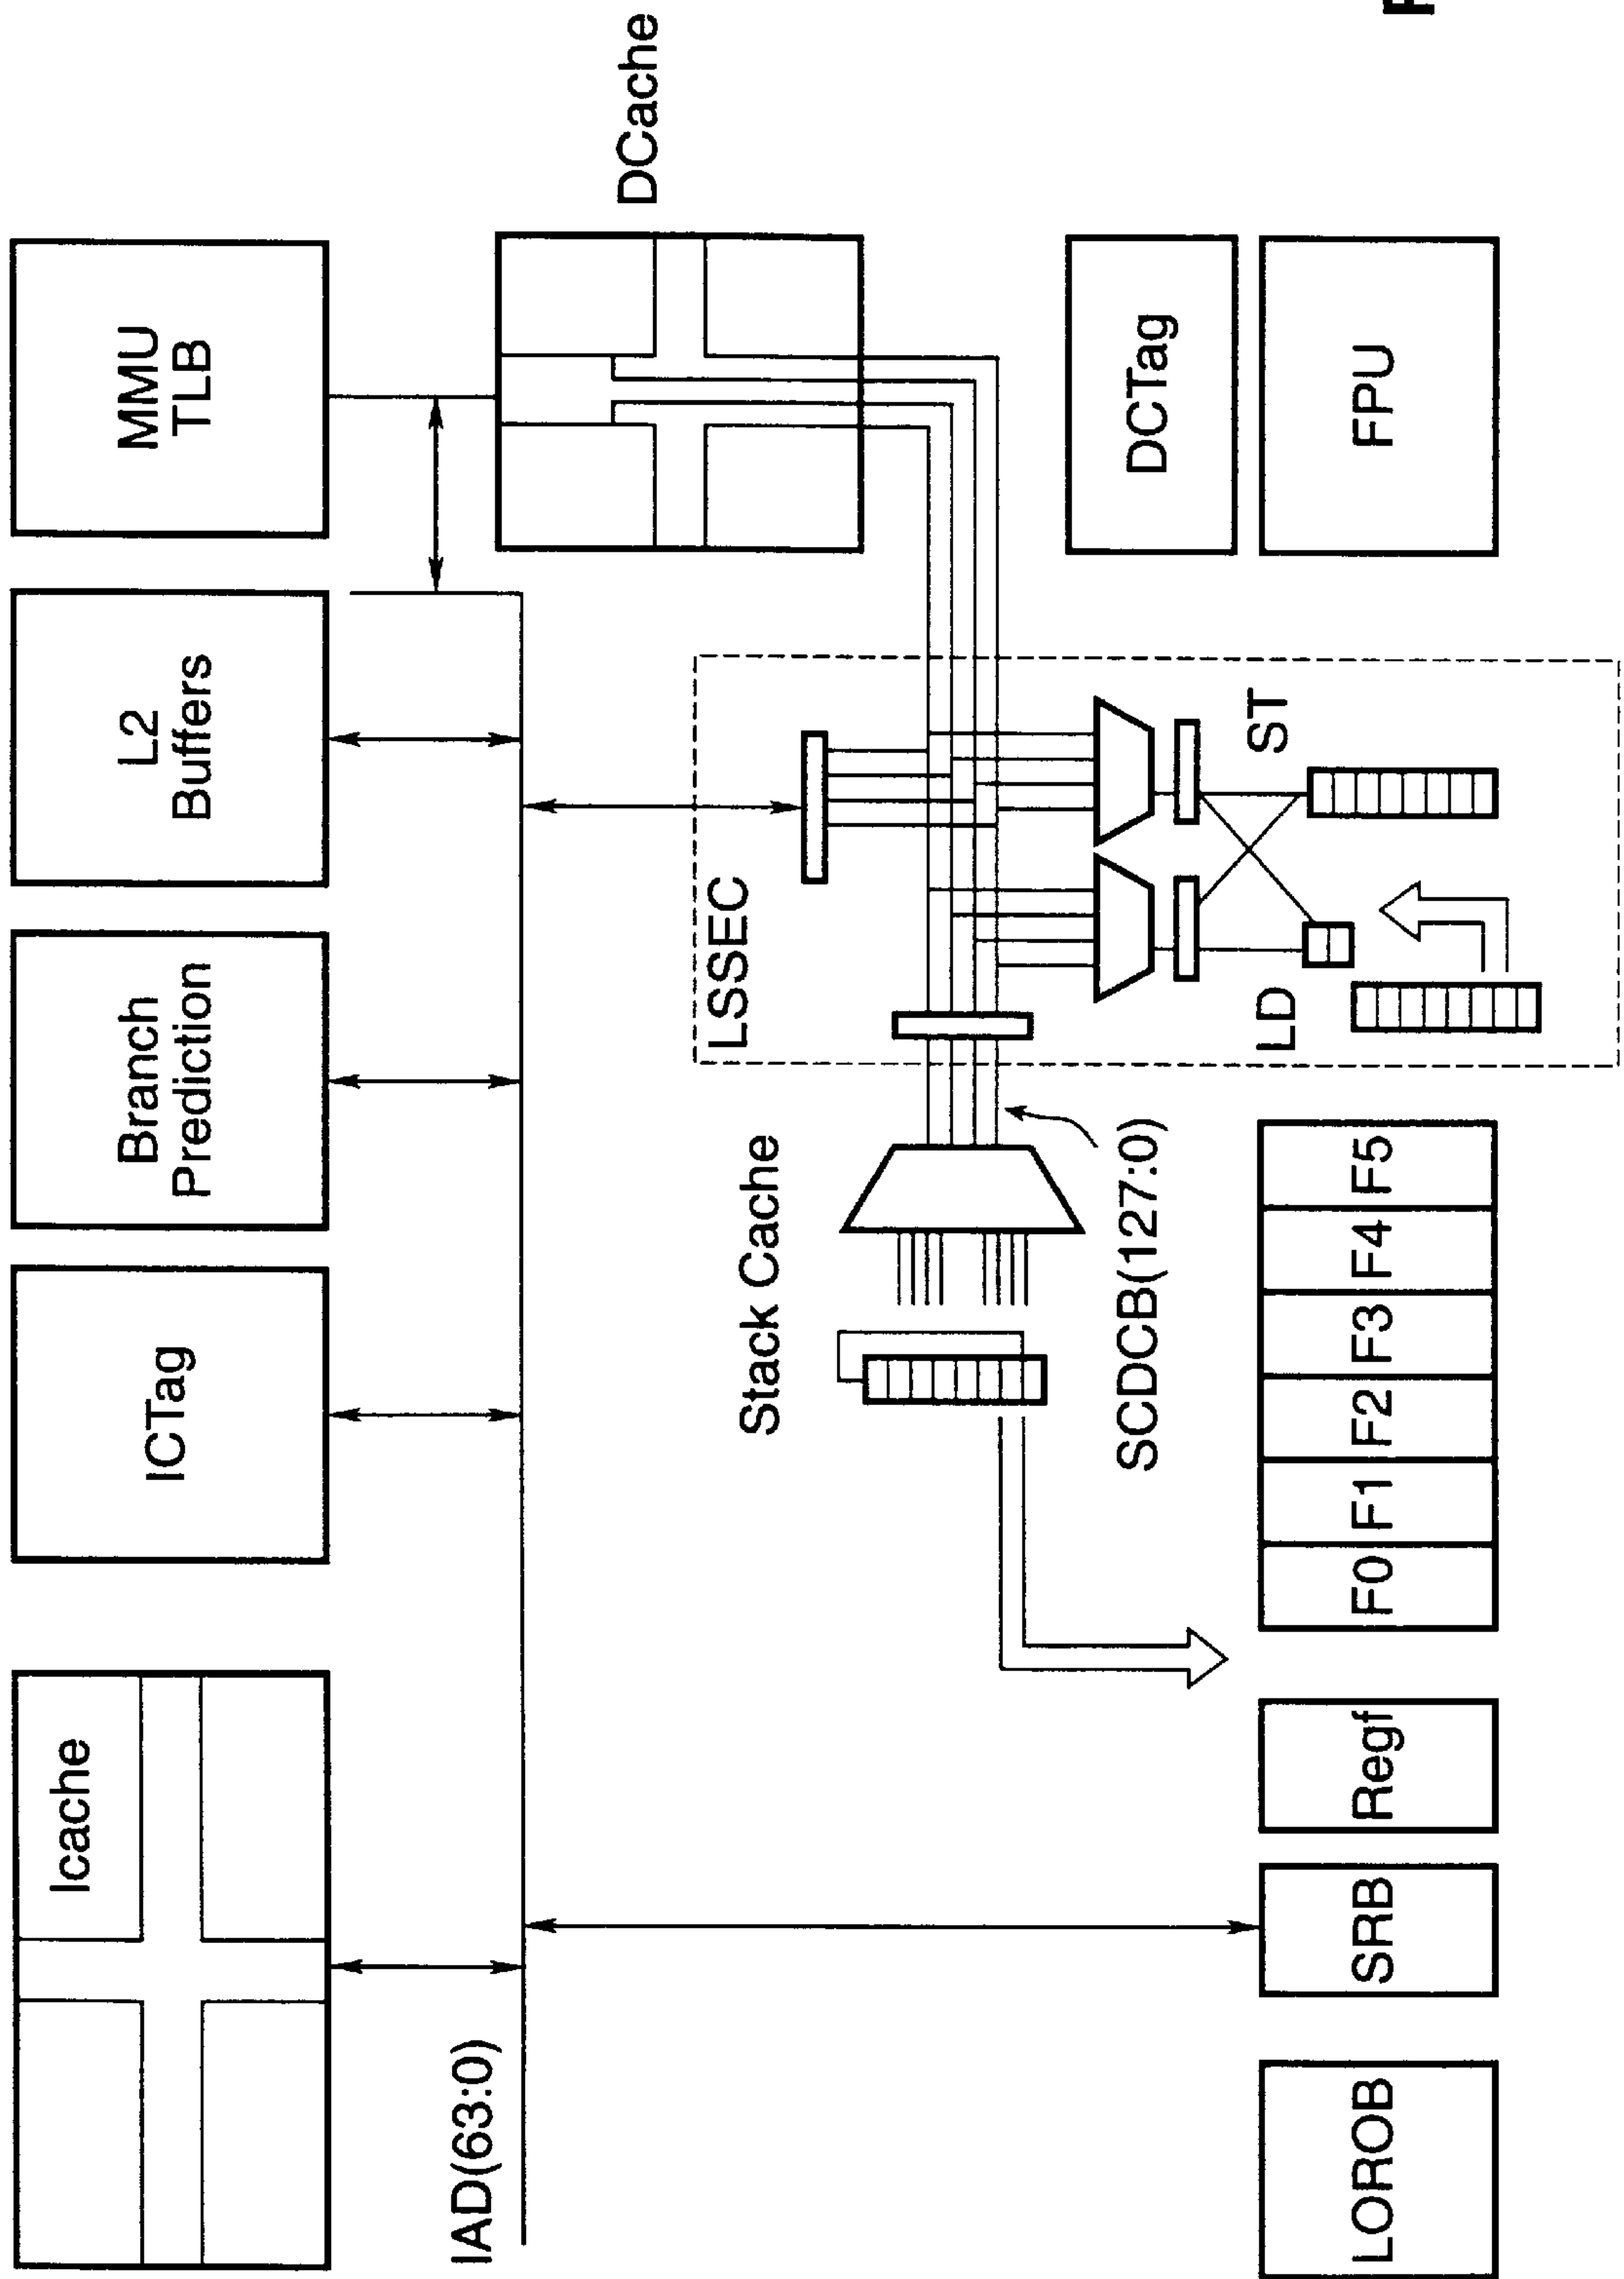 Icache
ICTag
Branch
Prediction
L2
Buffers
MMU
TLB
IAD(63:0)
DCache
LSSEC
Stack Cache
SCDCB(127:0)
LD
ST
DCTag
LOROB
SRB
Regf
F0
F1
F2
F3
F4
F5
FPU